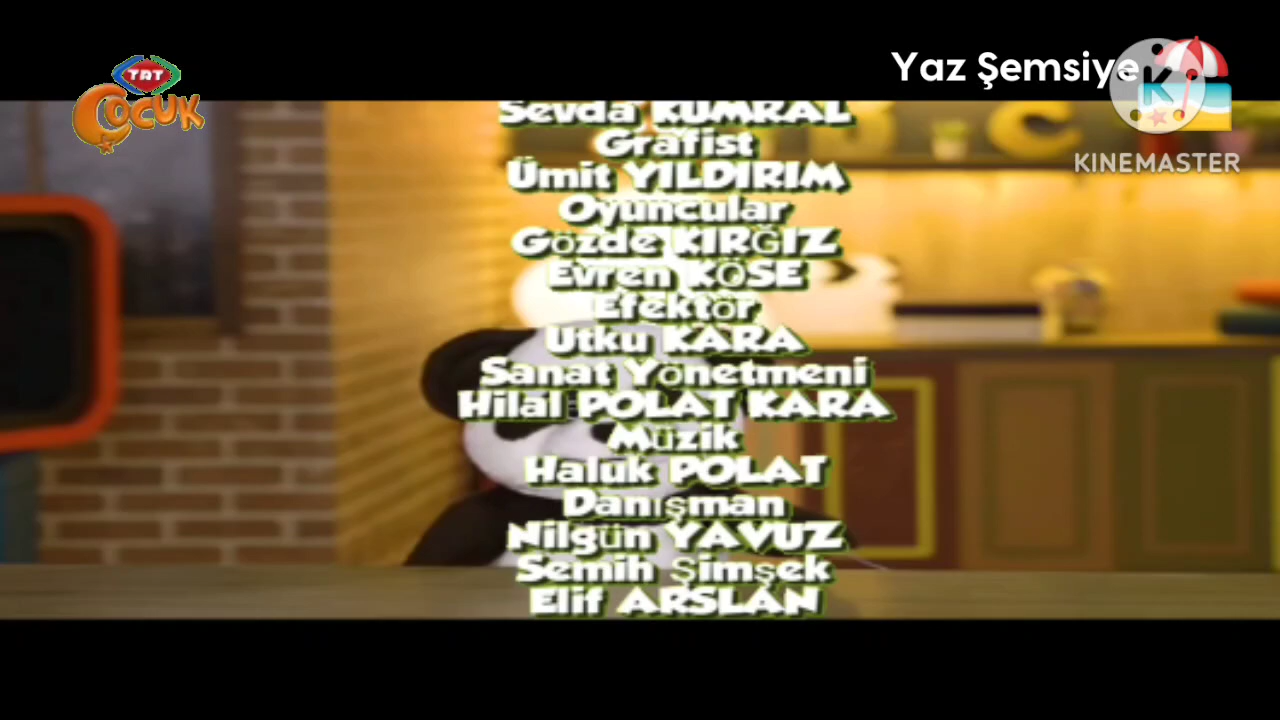 TRT
ÇOCUK
Yaz Şemsiye
K
KINEMASTER
Sevda KUMRAL
Grafist
Ümit YILDIRIM
Oyuncular
Gözde KIRĞIZ
Evren KÖSE
Efektör
Utku KARA
Sanat Yönetmeni
Hilal POLAT KARA
Müzik
Haluk POLAT
Danışman
Nilgün YAVUZ
Semih Şimşek
Elif ARSLAN